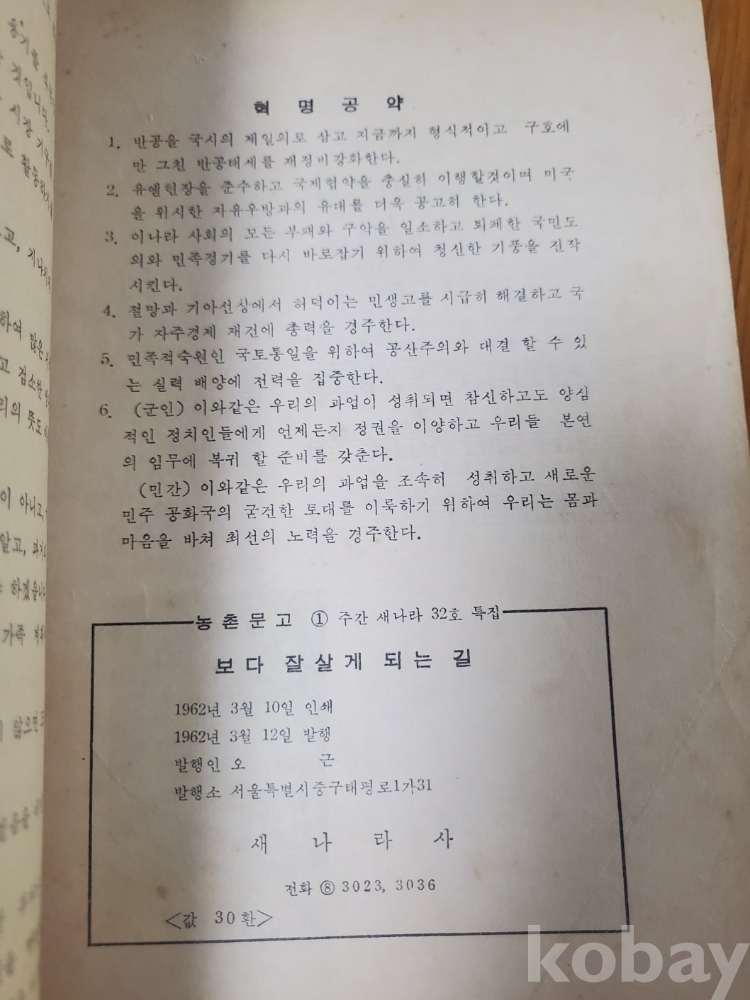 혁명공약
1. 반공을 국시의 제일의로 삼고 지금까지 형식적이고 구호에
만 그친 반공태세를 재정비강화한다.
2. 유엔헌장을 준수하고 국제협약을 충실히 이행할것이며 미국
을 위시한 자유우방과의 유대를 더욱 공고히 한다.
3. 이나라 사회의 모든 부패와 구악을 일소하고 퇴페한 국민도
의와 민족정기를 다시 바로잡기 위하여 청신한 기풍을 진작
시킨다.
4. 절망과 기아선상에서 허덕이는 민생고를 시급히 해결하고 국
가 자주경제 재건에 총력을 경주한다.
5. 민족적숙원인 국토통일을 위하여 공산주의와 대결 할 수 있
는 실력 배양에 전력을 집중한다.
6. (군인) 이와같은 우리의 과업이 성취되면 참신하고도 양심
적인 정치인들에게 언제든지 정권을 이양하고 우리들 본연
의 임무에 복귀 할 준비를 갖춘다.
(민간) 이와같은 우리의 과업을 조속히 성취하고 새로운
민주 공화국의 굳건한 토대를 이룩하기 위하여 우리는 몸과
마음을 바쳐 최선의 노력을 경주한다.
농촌문고 ① 주간 새나라 32호 특집
보다 잘살게 되는 길
1962년 3월 10일 인쇄
1962년 3월 12일 발행
발행인 오 근
발행소 서울특별시중구태평로1가31
새 나 라 사
전화 ⑧ 3023, 3036
<값 30환>
kobay